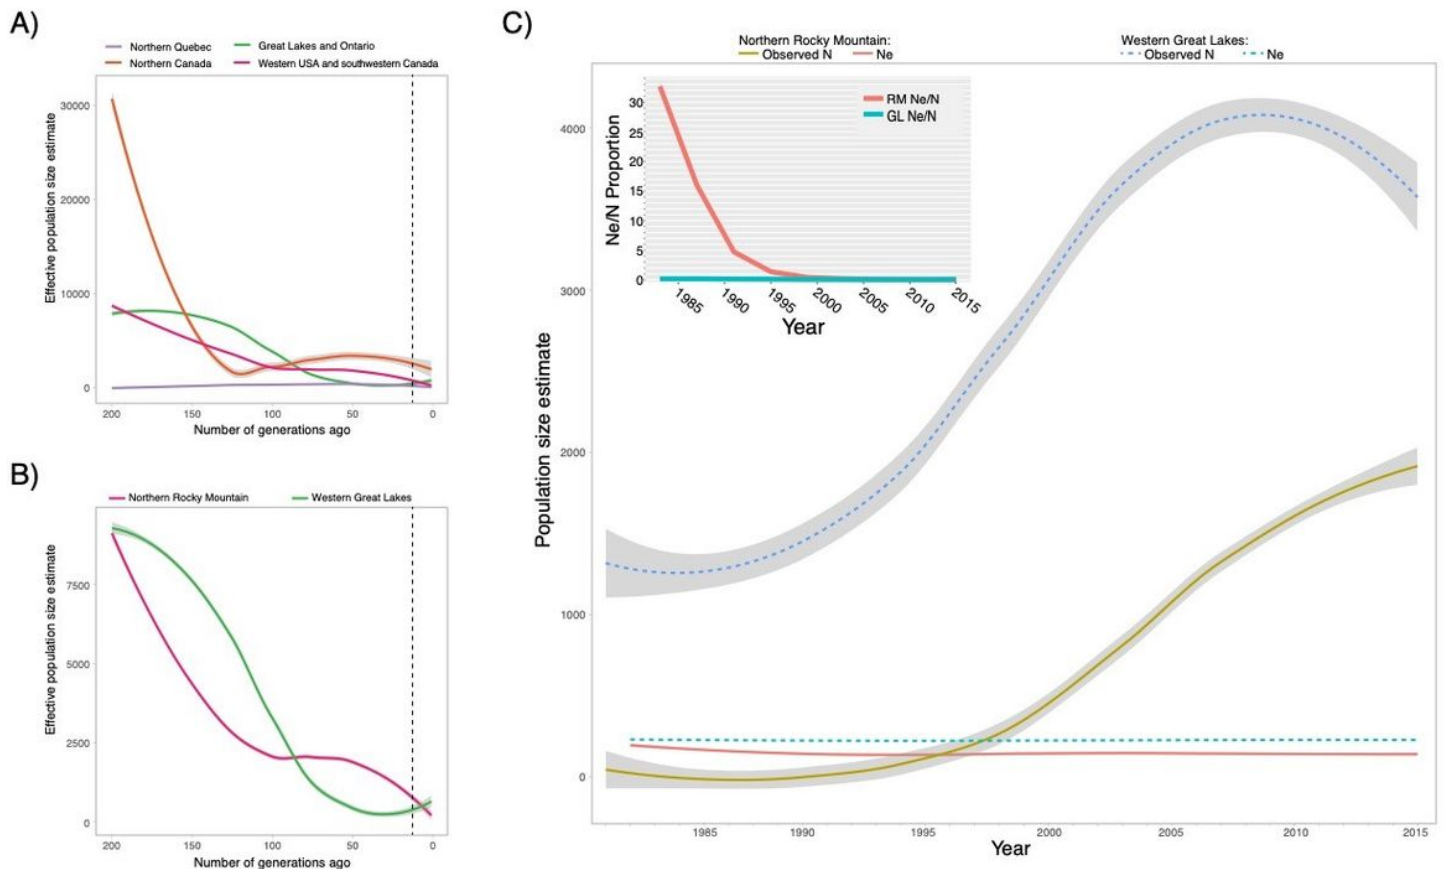 A)
Northern Quebec
Great Lakes and Ontario
Northern Canada
Western USA and southwestern Canada
Effective population size estimate
30000
20000
10000
0
200
150
100
50
0
Number of generations ago
B)
Northern Rocky Mountain
Western Great Lakes
Effective population size estimate
7500
5000
2500
0
200
150
100
50
0
Number of generations ago
C)
Northern Rocky Mountain:
Observed N
Ne
Western Great Lakes:
Observed N
Ne
Population size estimate
4000
3000
2000
1000
0
1985
1990
1995
2000
2005
2010
2015
Year
Ne/N Proportion
30
25
20
15
10
5
0
RM Ne/N
GL Ne/N
1985
1990
1995
2000
2005
2010
2015
Year